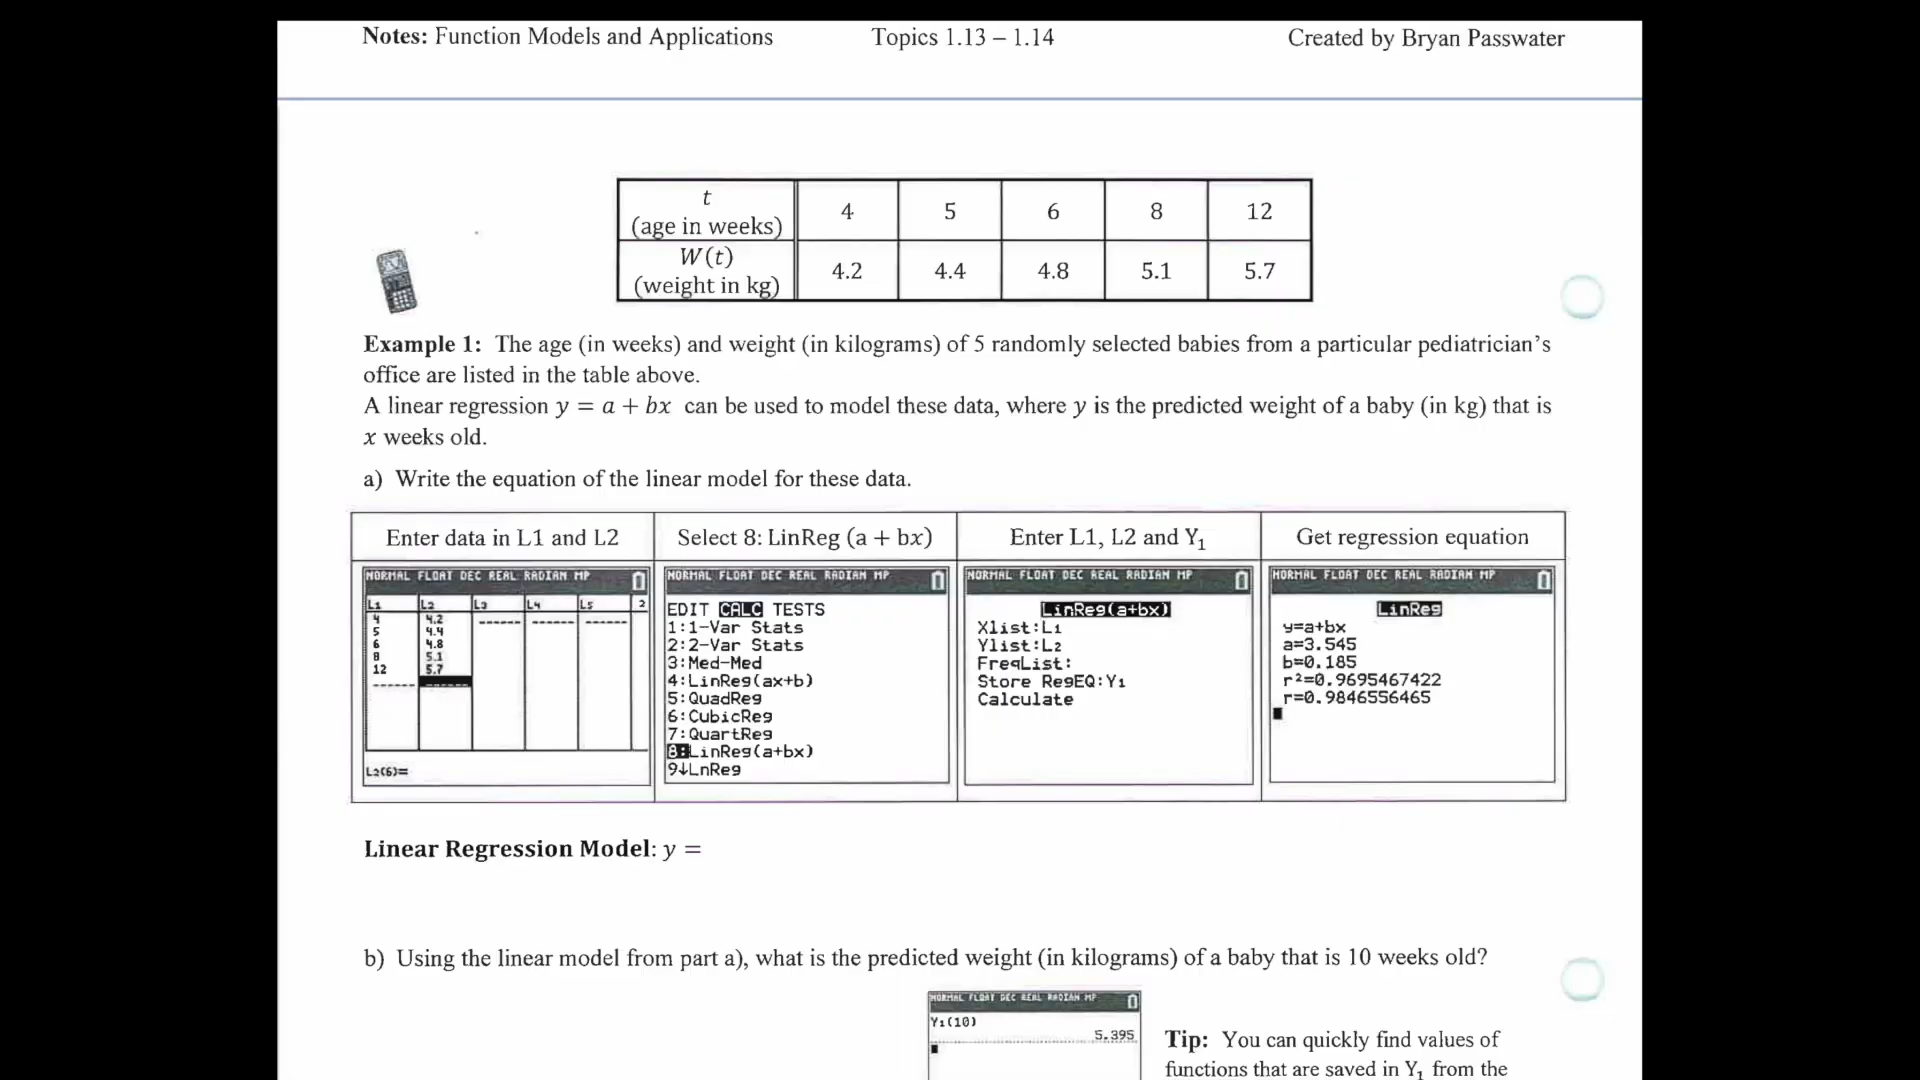 Notes: Function Models and Applications Topics 1.13 – 1.14 Created by Bryan Passwater
t (age in weeks) 4 5 6 8 12
W(t) (weight in kg) 4.2 4.4 4.8 5.1 5.7
Example 1: The age (in weeks) and weight (in kilograms) of 5 randomly selected babies from a particular pediatrician's
office are listed in the table above.
A linear regression y = a + bx can be used to model these data, where y is the predicted weight of a baby (in kg) that is
x weeks old.
a) Write the equation of the linear model for these data.
Enter data in L1 and L2
NORMAL FLOAT DEC REAL RADIAN MP
L1 L2 L3 L4 L5 2
4 4.2
5 4.4
6 4.8
8 5.1
12 5.7
L2(6)=
Select 8: LinReg (a + bx)
NORMAL FLOAT DEC REAL RADIAN MP
EDIT CALC TESTS
1:1-Var Stats
2:2-Var Stats
3:Med-Med
4:LinReg(ax+b)
5:QuadReg
6:CubicReg
7:QuartReg
8:LinReg(a+bx)
9↓LnReg
Enter L1, L2 and Y₁
NORMAL FLOAT DEC REAL RADIAN MP
LinReg(a+bx)
Xlist:L1
Ylist:L2
FreqList:
Store RegEQ:Y1
Calculate
Get regression equation
NORMAL FLOAT DEC REAL RADIAN MP
LinReg
y=a+bx
a=3.545
b=0.185
r²=0.9695467422
r=0.9846556465
Linear Regression Model: y =
b) Using the linear model from part a), what is the predicted weight (in kilograms) of a baby that is 10 weeks old?
NORMAL FLOAT DEC REAL RADIAN MP
Y1(10)
5.395
Tip: You can quickly find values of
functions that are saved in Y₁ from the